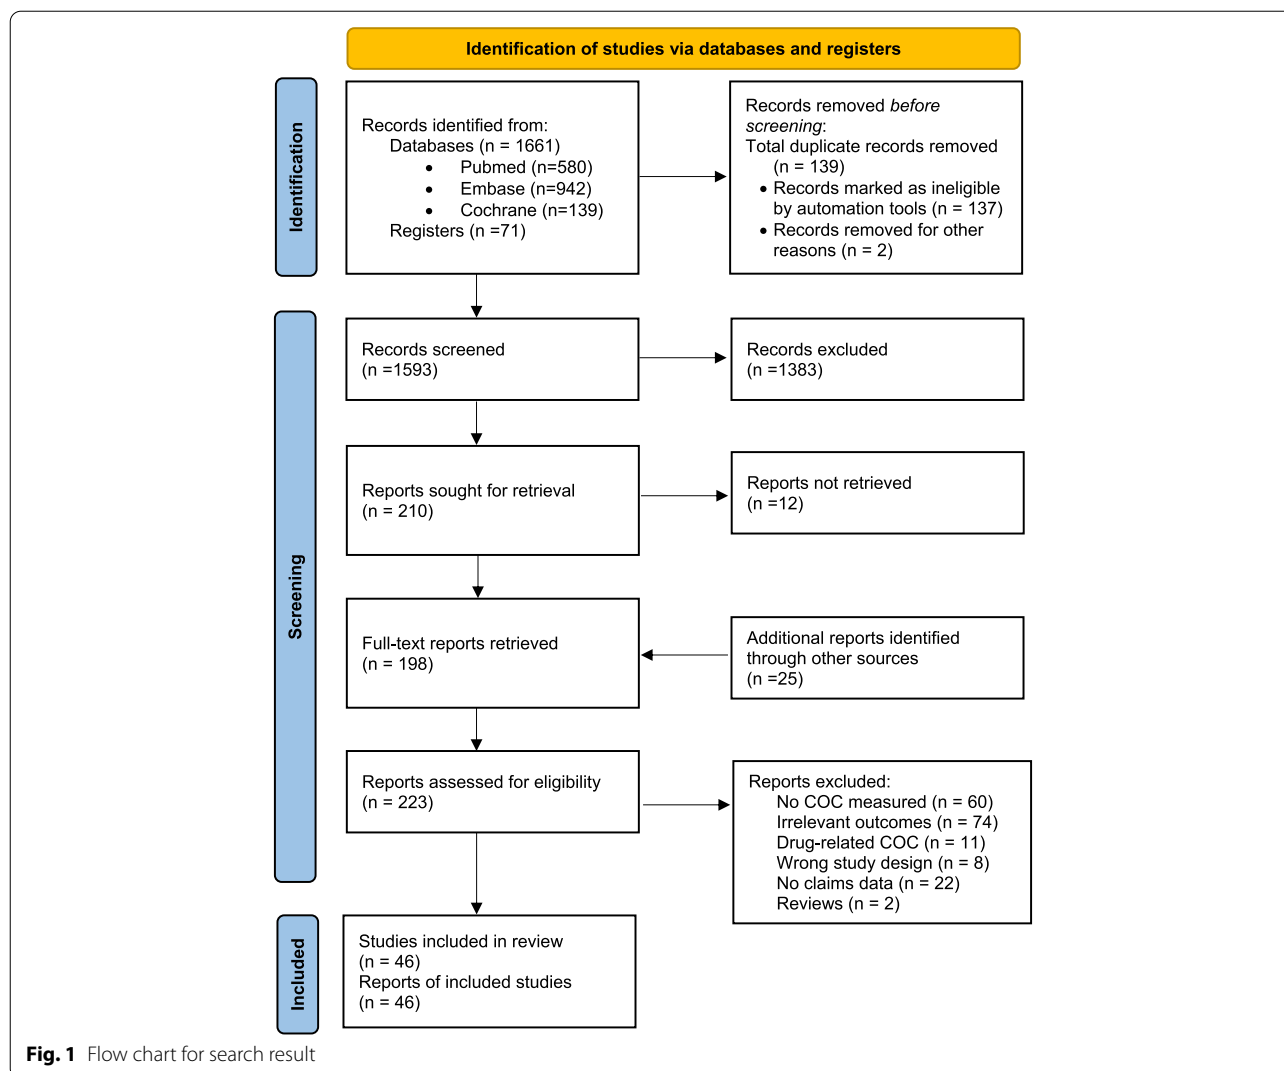 Identification of studies via databases and registers
Identification
Records identified from:
Databases (n = 1661)
• Pubmed (n=580)
• Embase (n=942)
• Cochrane (n=139)
Registers (n =71)
Records removed before
screening:
Total duplicate records removed
(n = 139)
• Records marked as ineligible
by automation tools (n = 137)
• Records removed for other
reasons (n = 2)
Screening
Records screened
(n =1593)
Records excluded
(n =1383)
Reports sought for retrieval
(n = 210)
Reports not retrieved
(n =12)
Full-text reports retrieved
(n = 198)
Additional reports identified
through other sources
(n =25)
Reports assessed for eligibility
(n = 223)
Reports excluded:
No COC measured (n = 60)
Irrelevant outcomes (n = 74)
Drug-related COC (n = 11)
Wrong study design (n = 8)
No claims data (n = 22)
Reviews (n = 2)
Included
Studies included in review
(n = 46)
Reports of included studies
(n = 46)
Fig. 1 Flow chart for search result